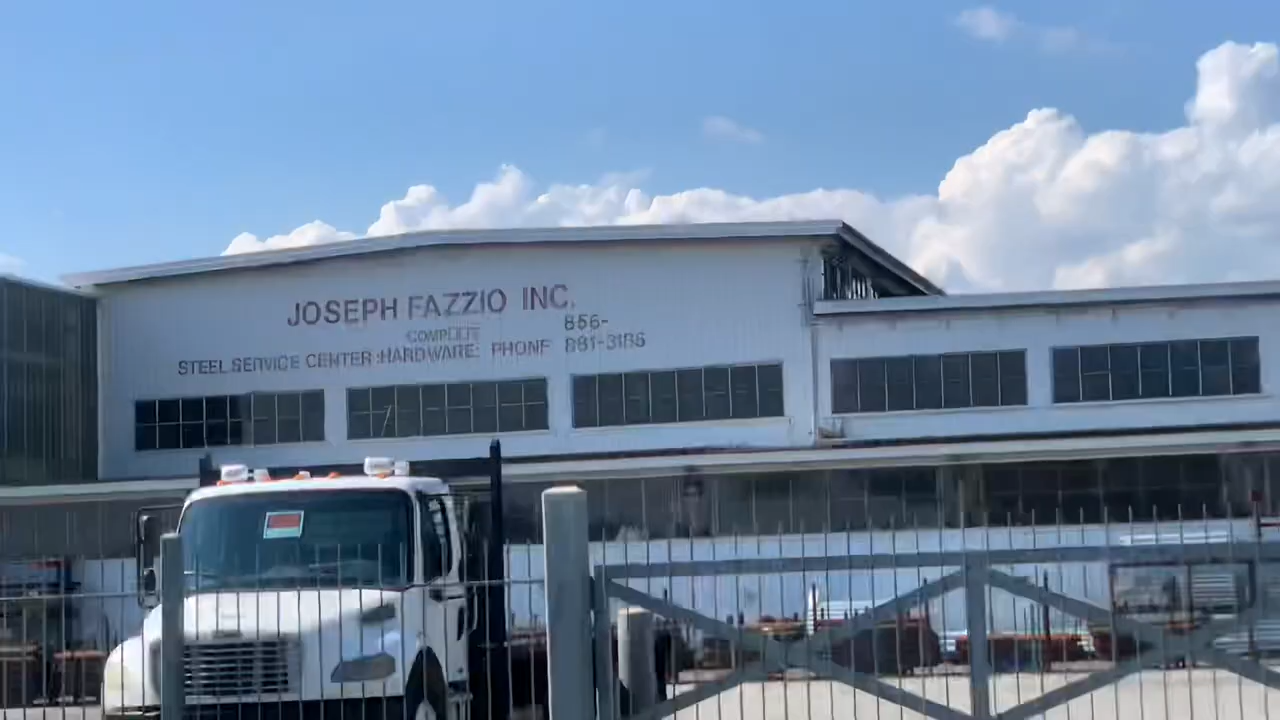 JOSEPH FAZZIO INC.
COMPLETE 856-
STEEL SERVICE CENTER HARDWARE PHONE 881-3185